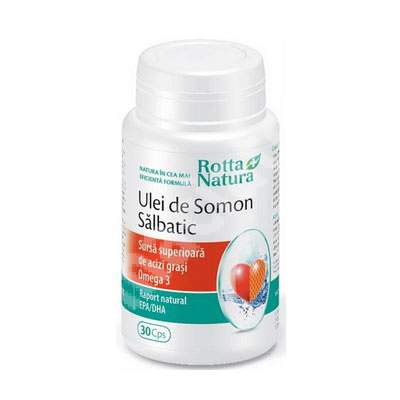 NATURA ÎN CEA MAI
EFICIENTĂ FORMULĂ
Rotta
Natura
Ulei de Somon
Sălbatic
Sursă superioară
de acizi grași
Omega 3
Raport natural
EPA/DHA
30 Cps